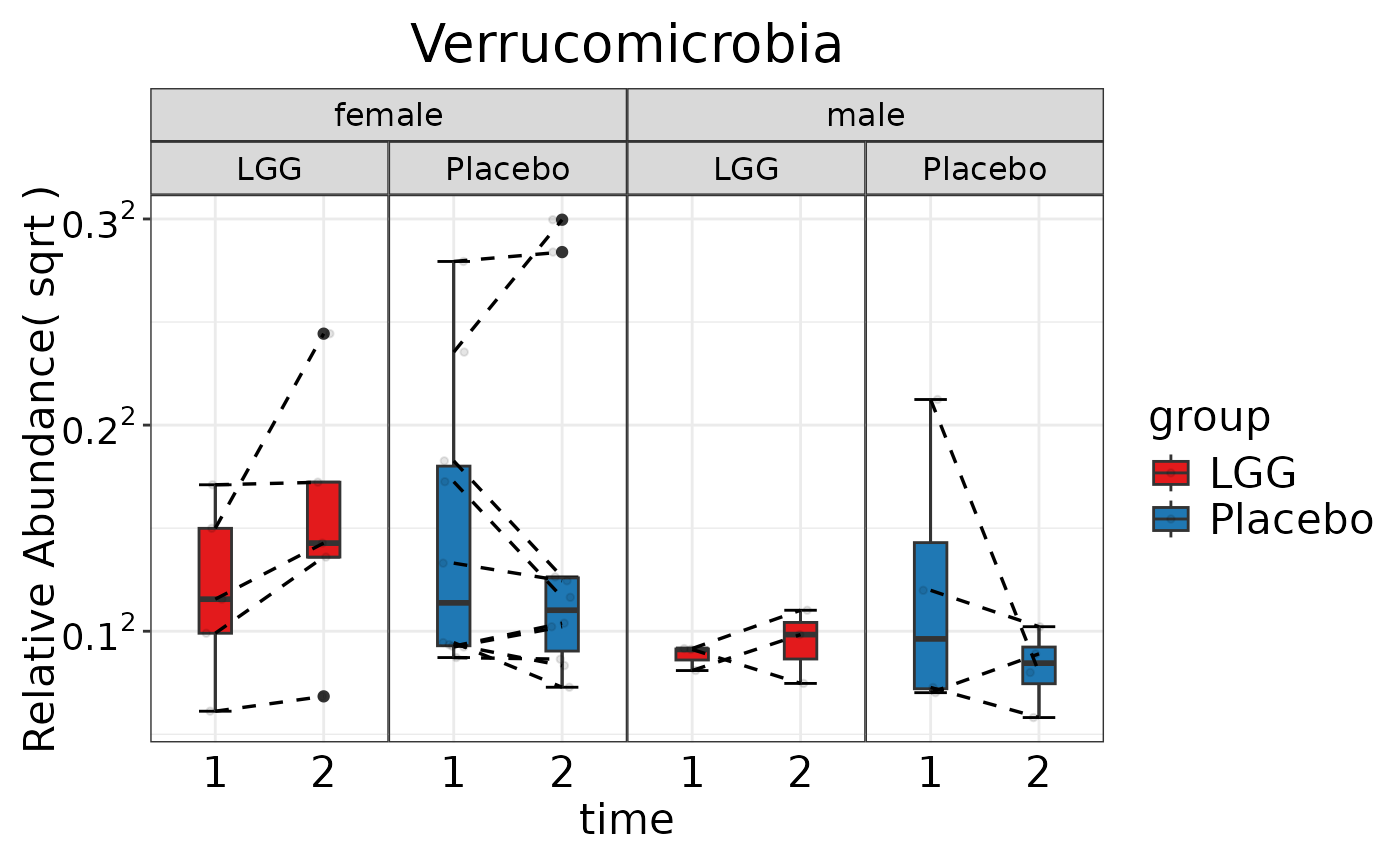 Verrucomicrobia
female male
LGG Placebo LGG Placebo
Relative Abundance( sqrt )
0.3²
0.2²
0.1²
1 2 1 2 1 2 1 2
time
group
LGG
Placebo